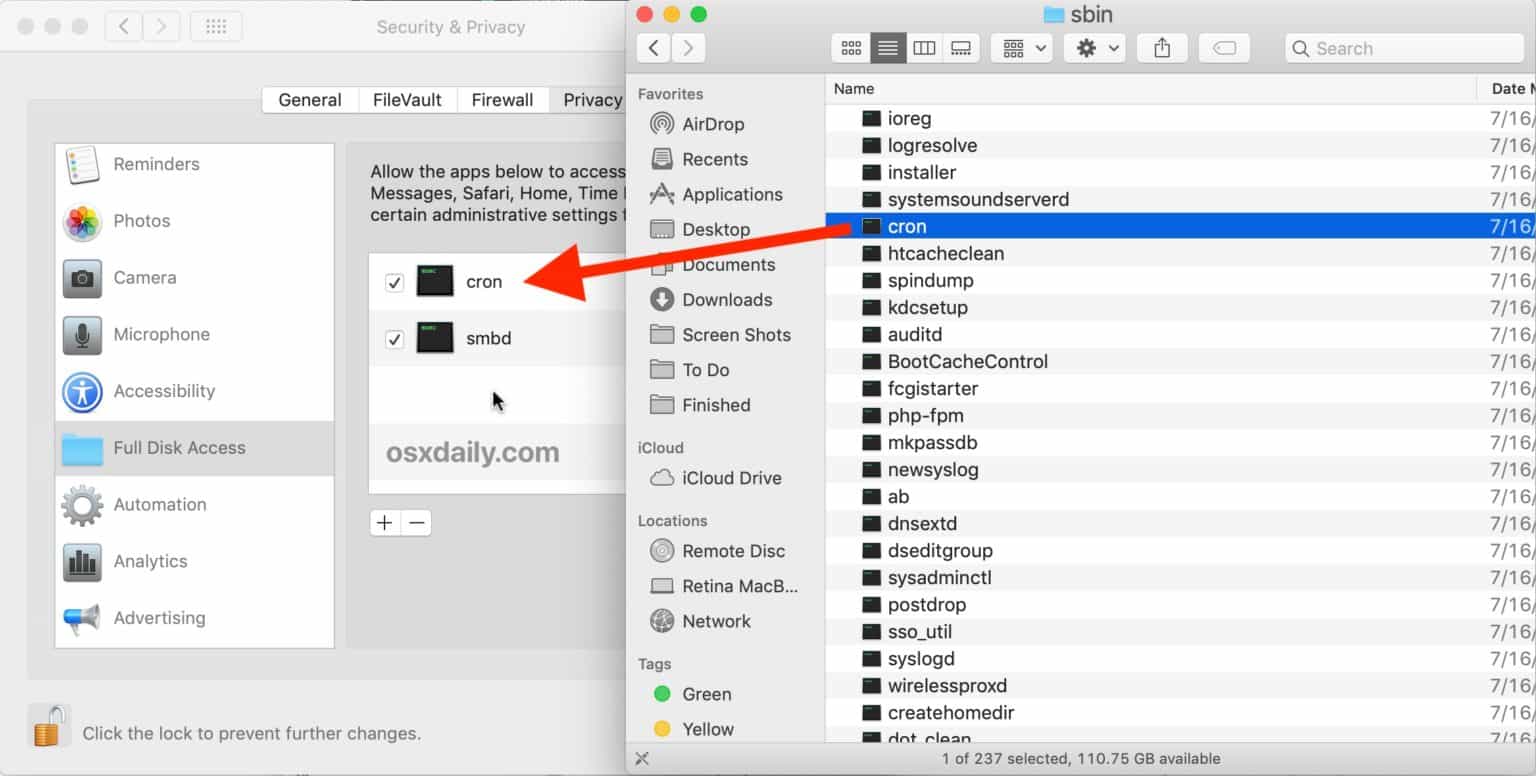 Security & Privacy
General FileVault Firewall Privacy
Reminders
Photos
Camera
Microphone
Accessibility
Full Disk Access
Automation
Analytics
Advertising
Allow the apps below to access
Messages, Safari, Home, Time
certain administrative settings
cron
smbd
osxdaily.com
+ −
Click the lock to prevent further changes.
sbin
Search
Favorites
AirDrop
Recents
Applications
Desktop
Documents
Downloads
Screen Shots
To Do
Finished
iCloud
iCloud Drive
Locations
Remote Disc
Retina MacB...
Network
Tags
Green
Yellow
Name Date
ioreg 7/16/
logresolve 7/16/
installer 7/16/
systemsoundserverd 7/16/
cron 7/16/
htcacheclean 7/16/
spindump 7/16/
kdcsetup 7/16/
auditd 7/16/
BootCacheControl 7/16/
fcgistarter 7/16/
php-fpm 7/16/
mkpassdb 7/16/
newsyslog 7/16/
ab 7/16/
dnsextd 7/16/
dseditgroup 7/16/
sysadminctl 7/16/
postdrop 7/16/
sso_util 7/16/
syslogd 7/16/
wirelessproxd 7/16/
createhomedir 7/16/
dot_clean 7/16/
1 of 237 selected, 110.75 GB available